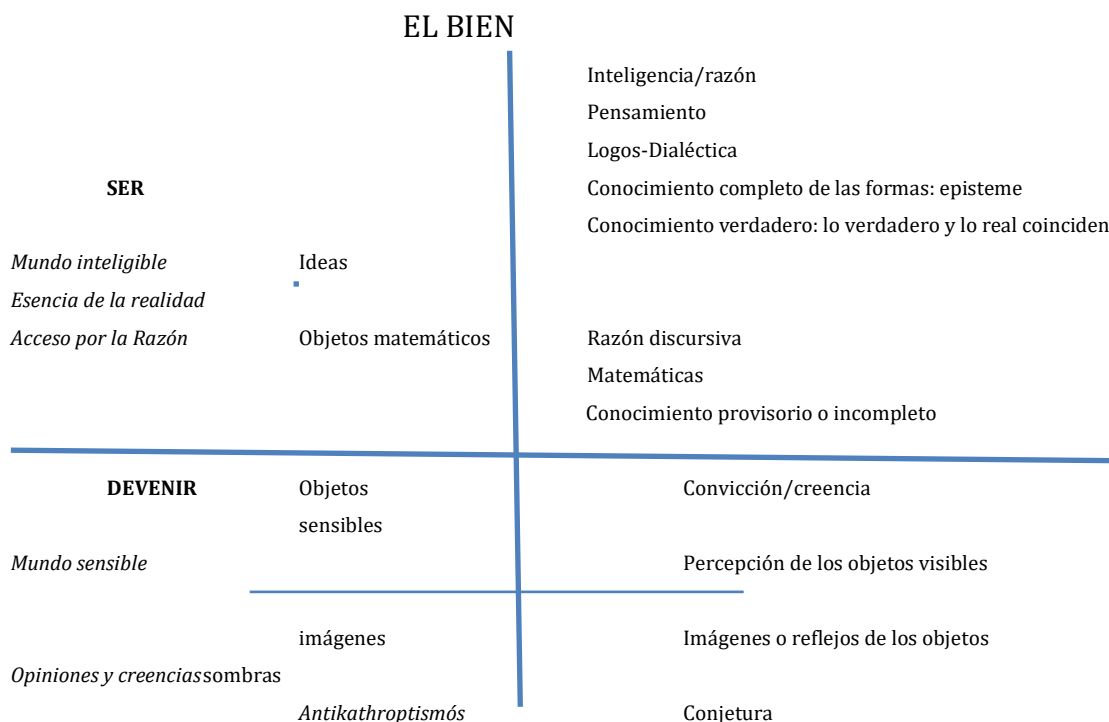 EL BIEN
Inteligencia/razón
Pensamiento
Logos-Dialéctica
SER Conocimiento completo de las formas: episteme
Conocimiento verdadero: lo verdadero y lo real coinciden
Mundo inteligible Ideas
Esencia de la realidad
Acceso por la Razón Objetos matemáticos Razón discursiva
Matemáticas
Conocimiento provisorio o incompleto
DEVENIR Objetos Convicción/creencia
sensibles
Mundo sensible Percepción de los objetos visibles
imágenes Imágenes o reflejos de los objetos
Opiniones y creenciassombras
Antikathroptismós Conjetura